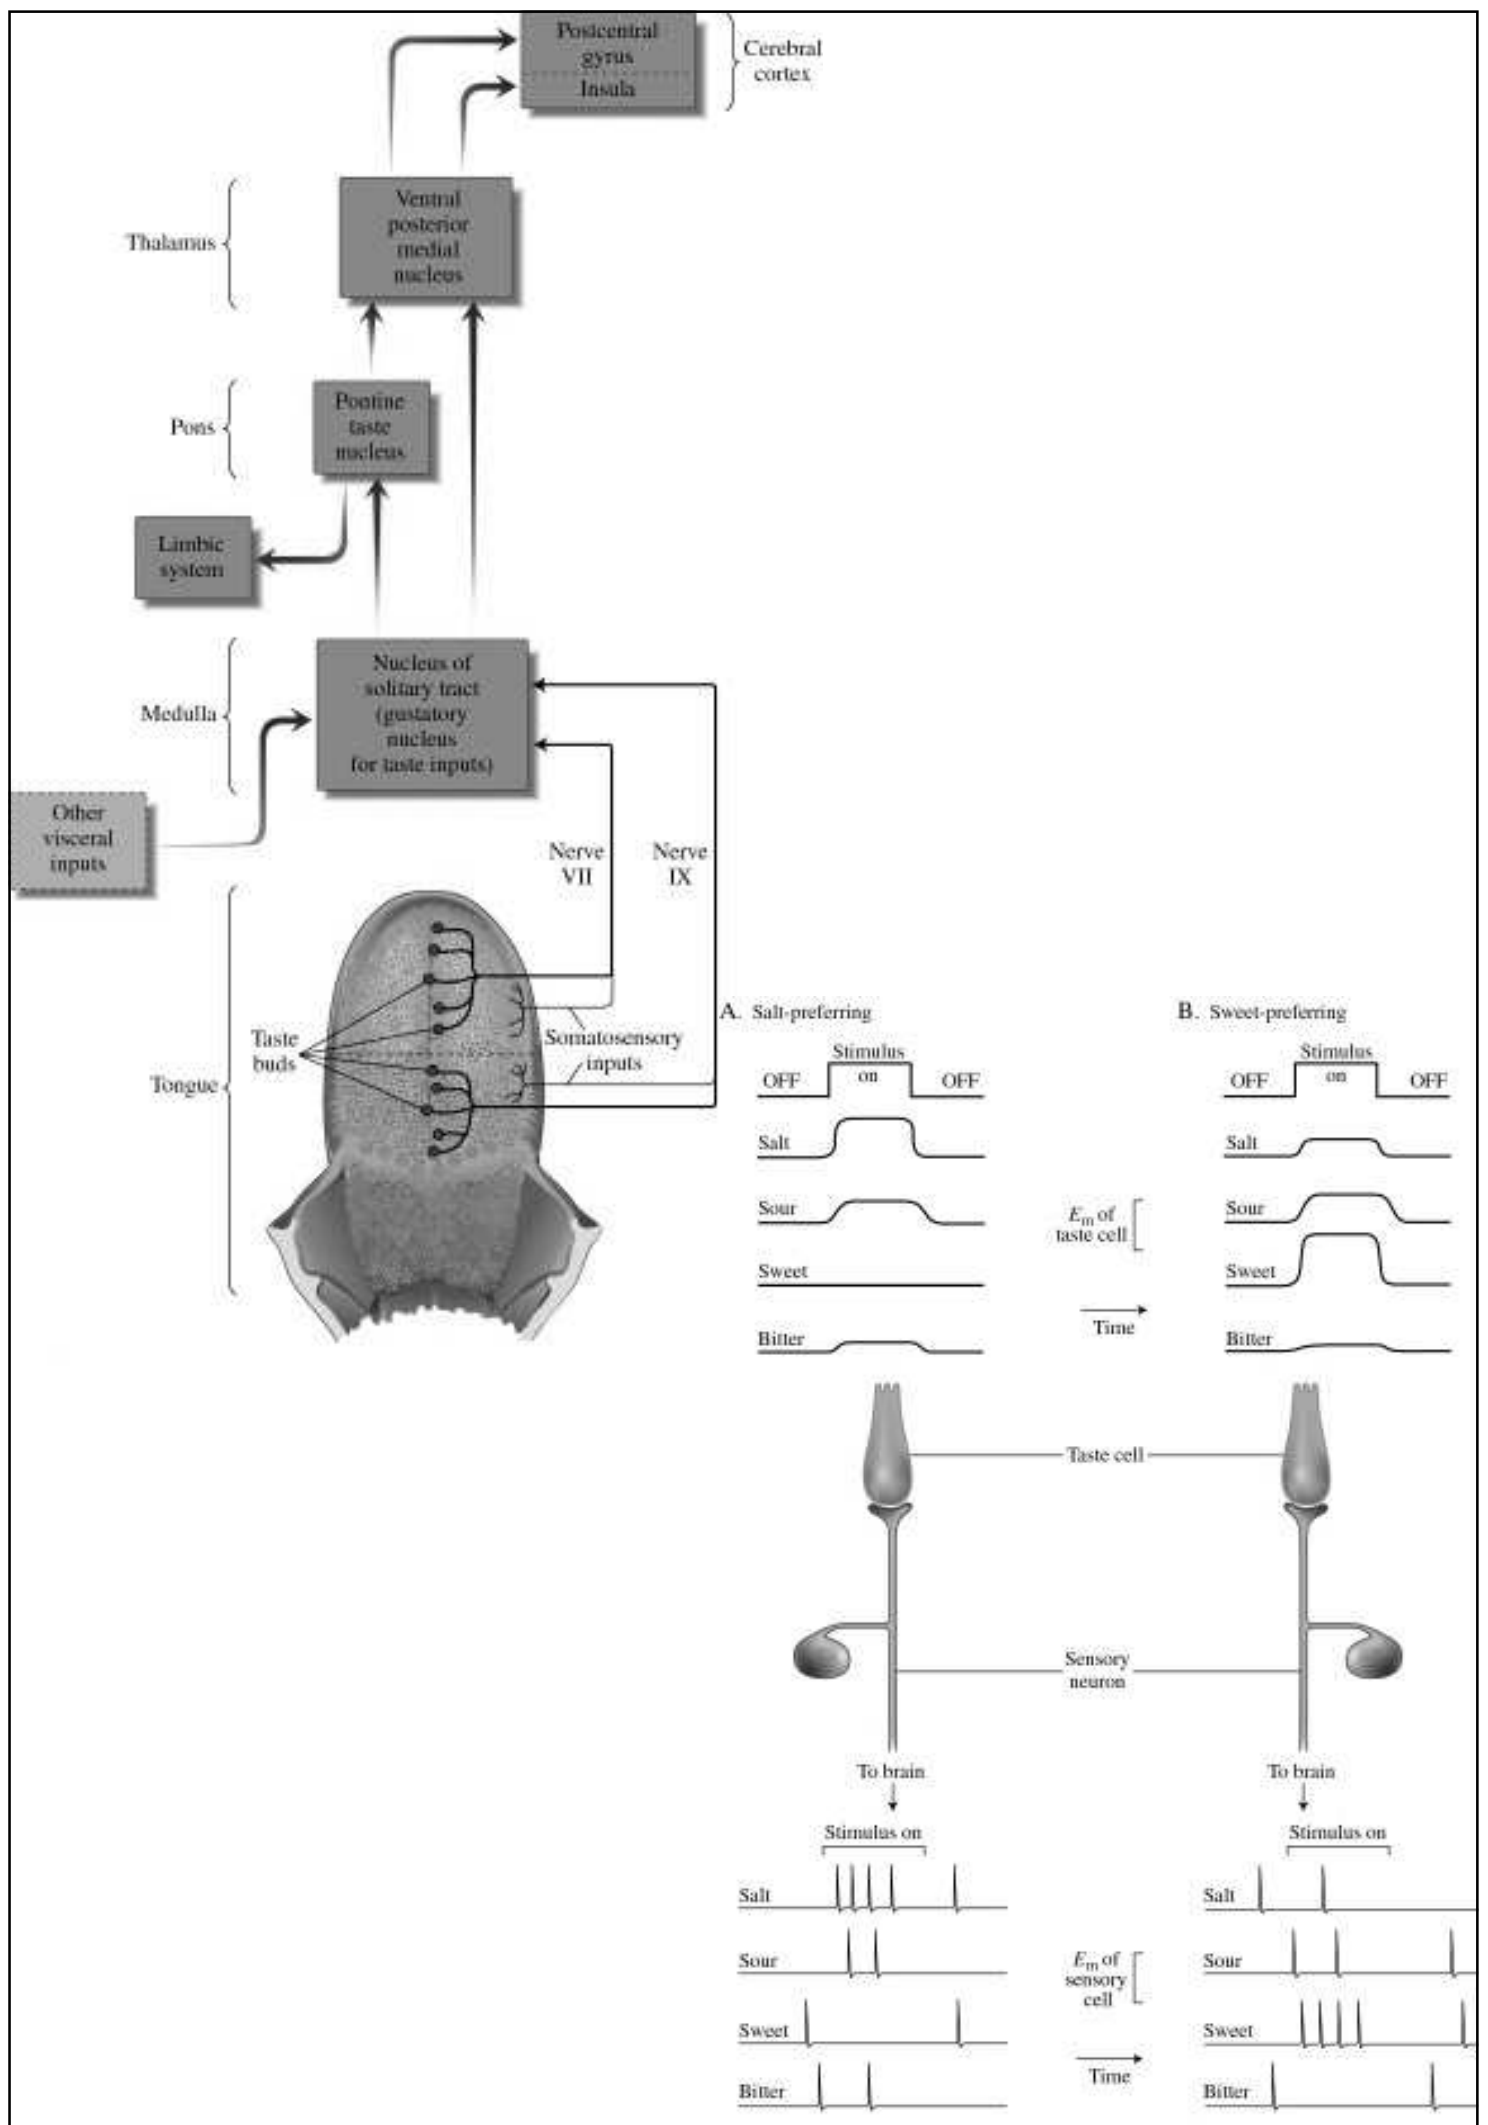 Postcentral
gyrus
Insula
Cerebral
cortex
Thalamus
Ventral
posterior
medial
nucleus
Pons
Pontine
taste
nucleus
Limbic
system
Medulla
Nucleus of
solitary tract
(gustatory
nucleus
for taste inputs)
Other
visceral
inputs
Nerve
VII
Nerve
IX
Tongue
Taste
buds
Somatosensory
inputs
A. Salt-preferring
Stimulus
on
OFF
OFF
Salt
Sour
Sweet
Bitter
Em of
taste cell
Time
B. Sweet-preferring
Stimulus
on
OFF
OFF
Salt
Sour
Sweet
Bitter
Taste cell
Sensory
neuron
To brain
To brain
Stimulus on
Salt
Sour
Sweet
Bitter
Em of
sensory
cell
Time
Stimulus on
Salt
Sour
Sweet
Bitter